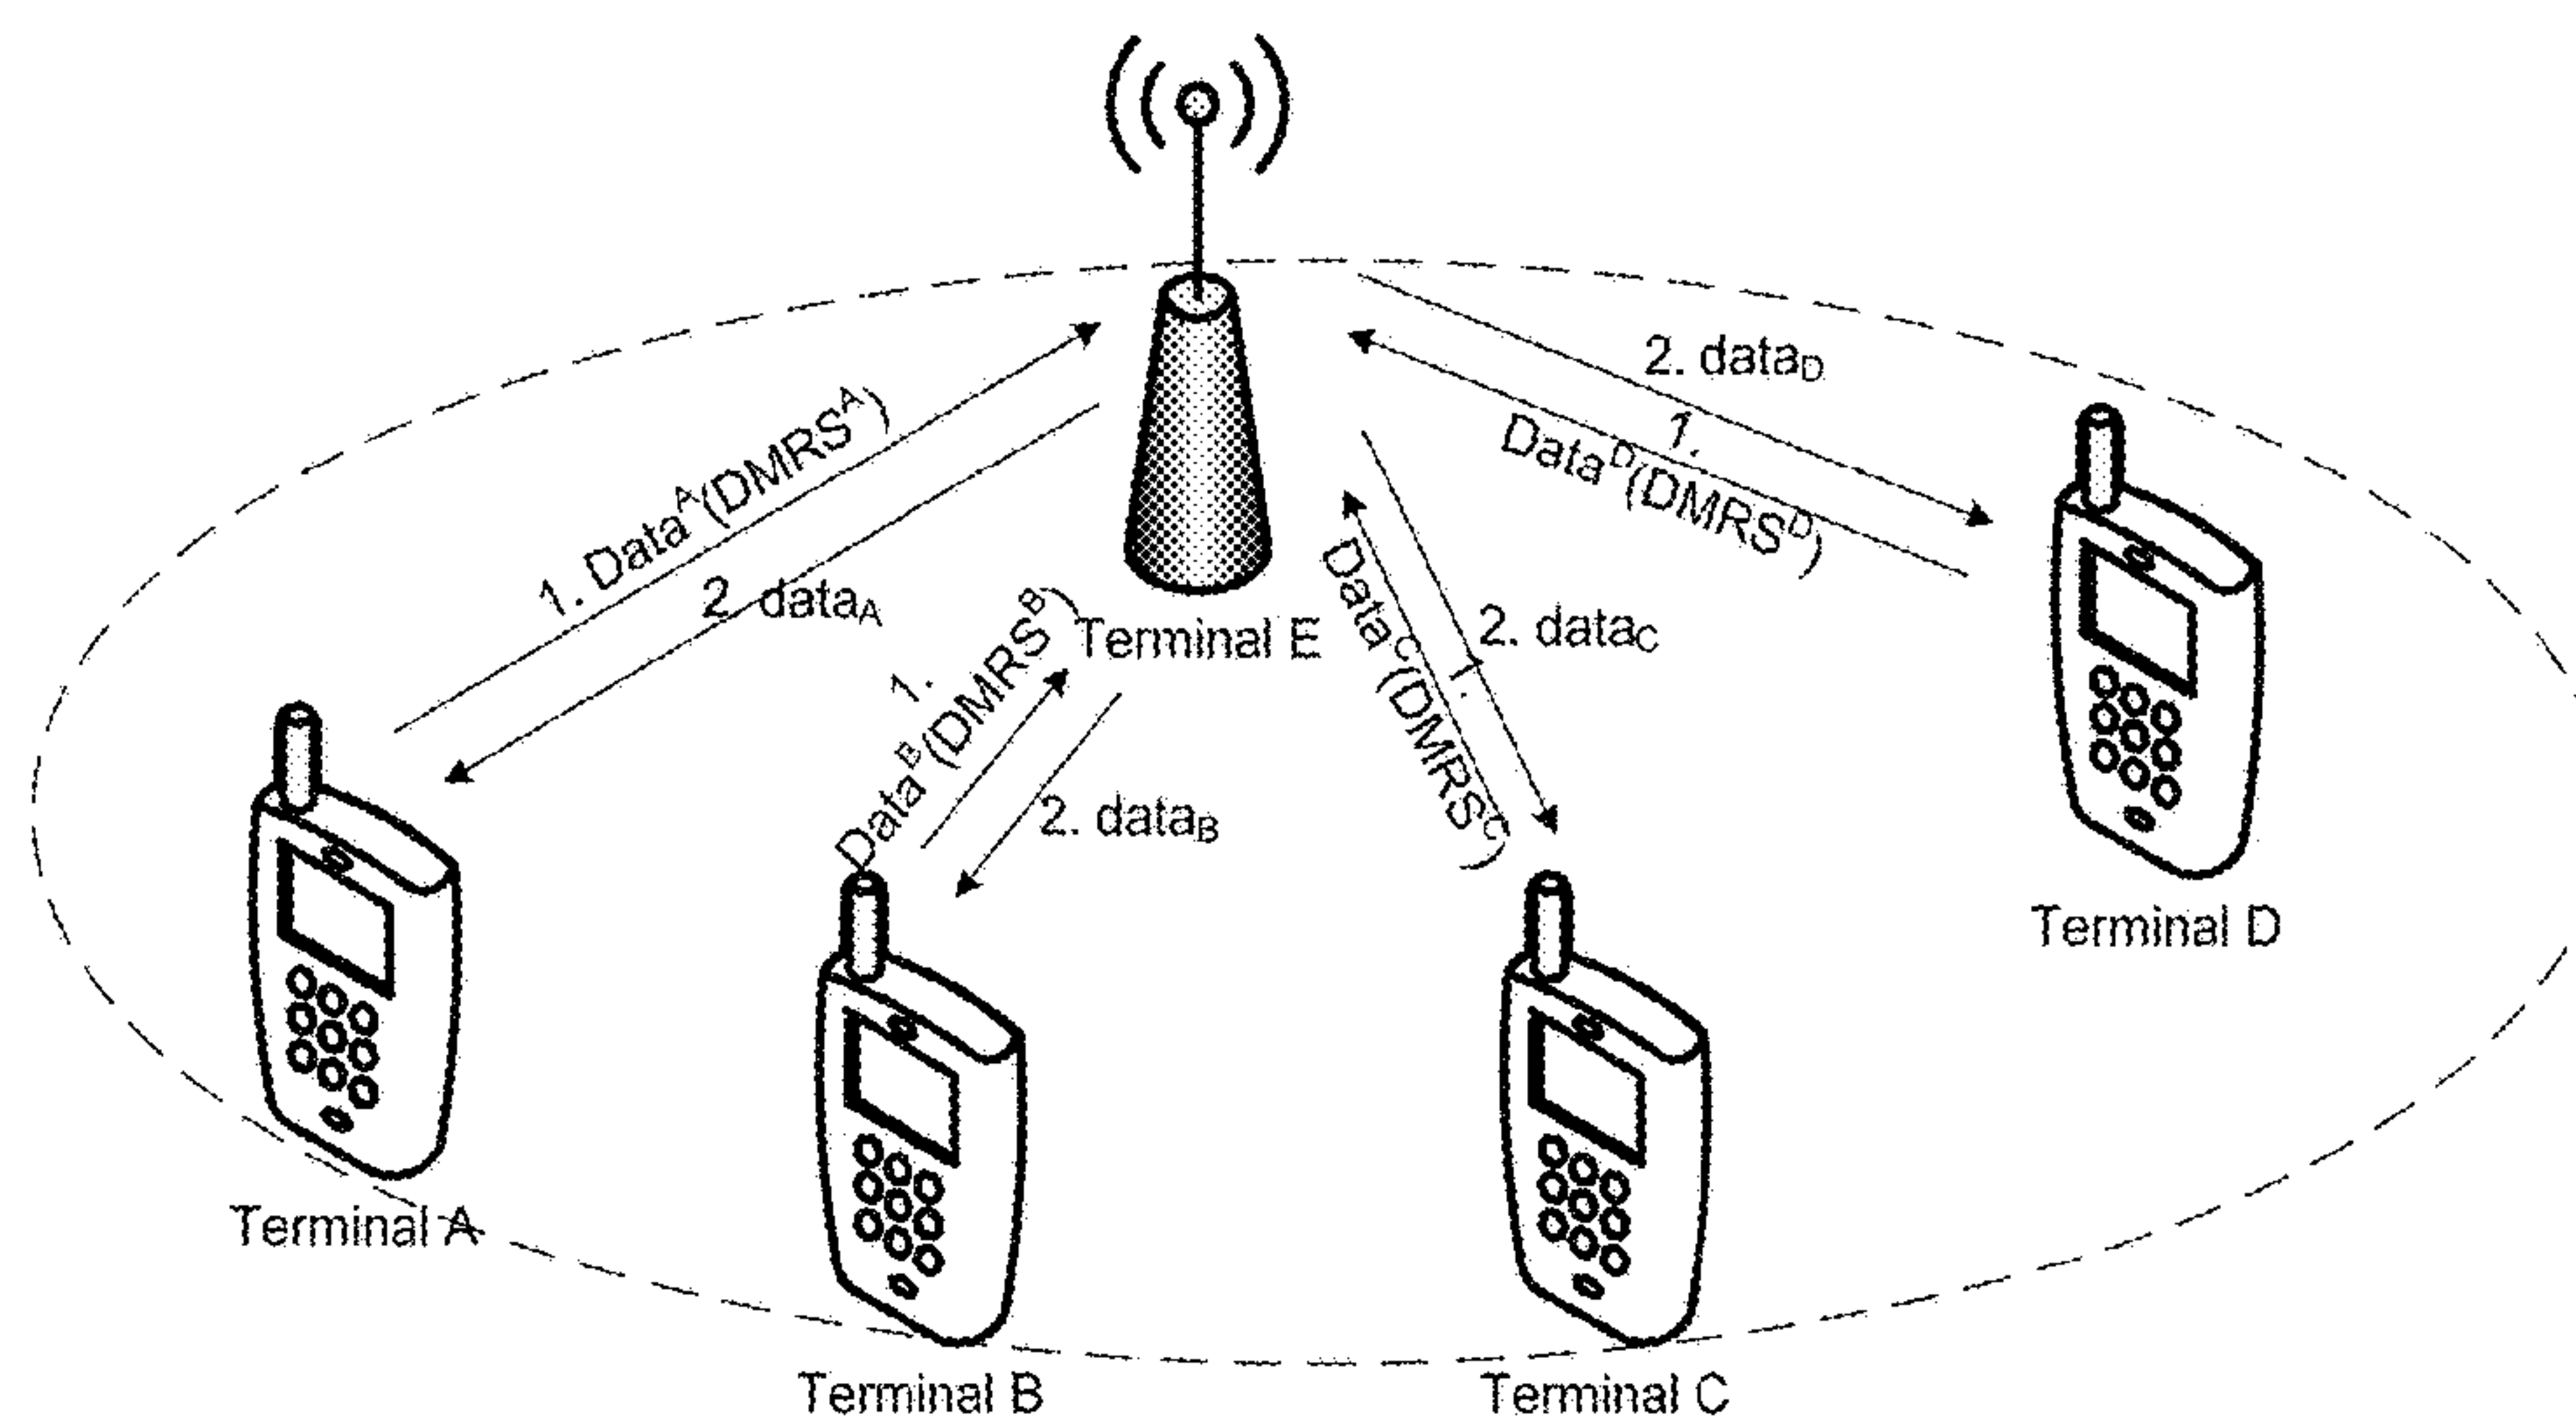 2. data_D
1.
Data^D(DMRS^D)
1. Data^A(DMRS^A)
2. data_A
Terminal E
1.
Data^B(DMRS^B)
2. data_B
2. data_C
1.
Data^C(DMRS^C)
Terminal D
Terminal A
Terminal B
Terminal C